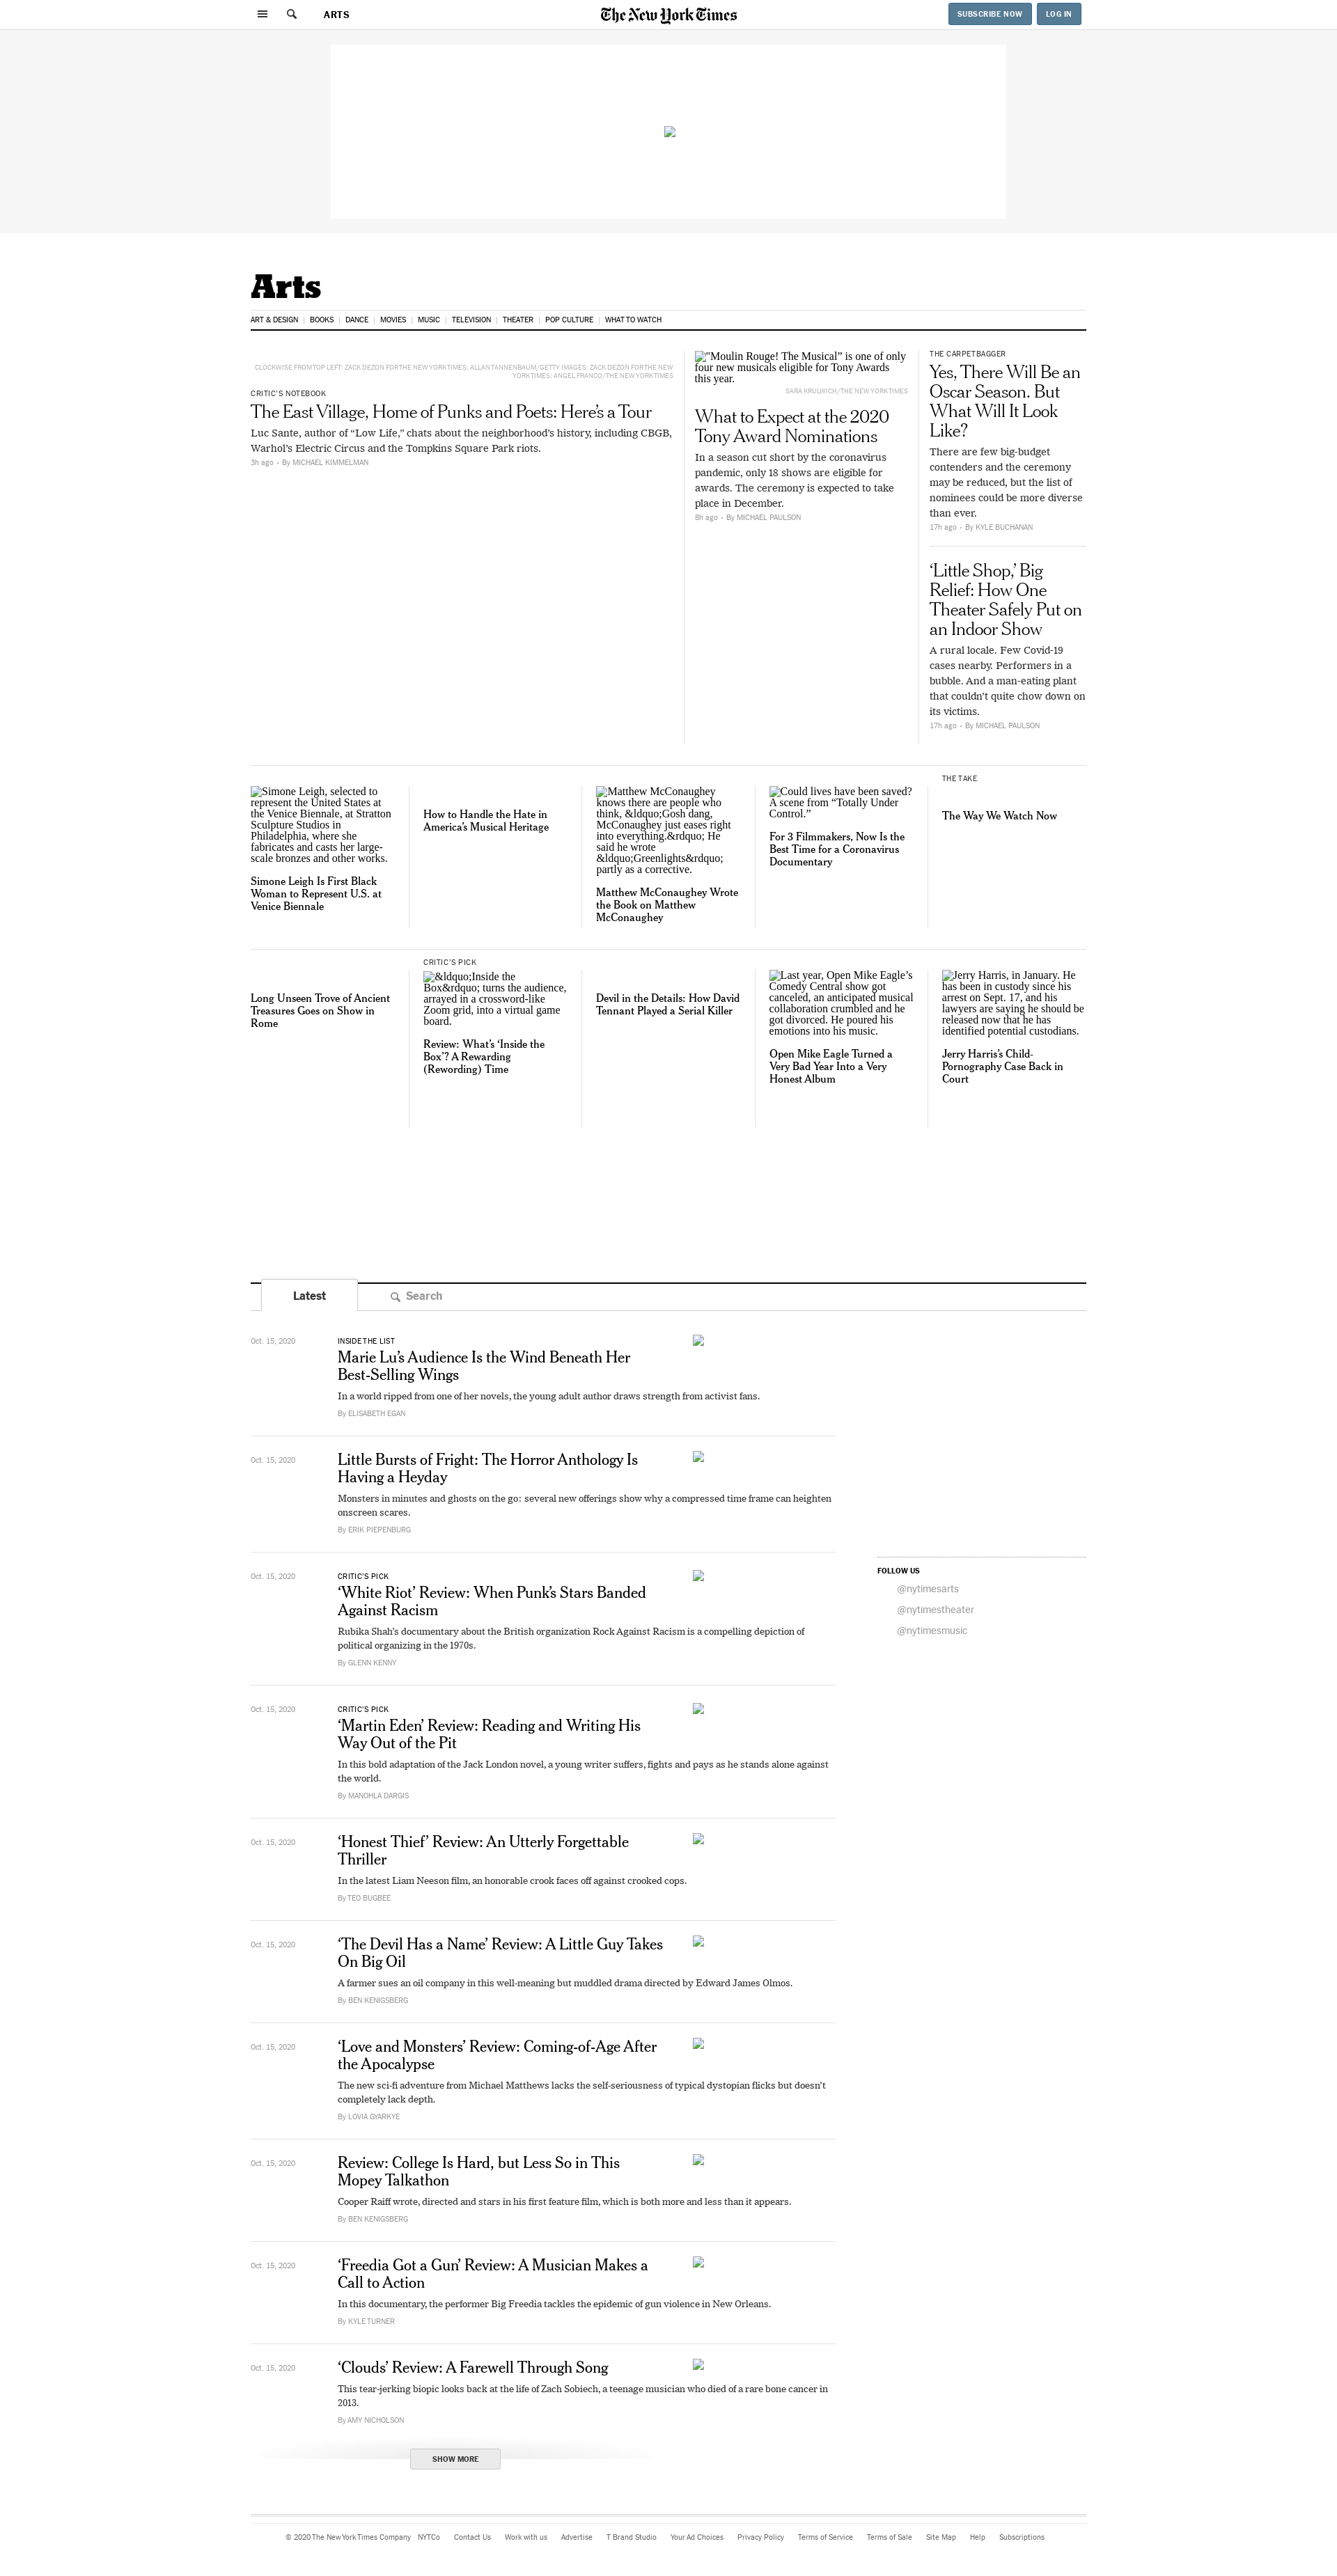 ARTS
The New York Times
SUBSCRIBE NOW
LOG IN
Arts
ART & DESIGN
BOOKS
DANCE
MOVIES
MUSIC
TELEVISION
THEATER
POP CULTURE
WHAT TO WATCH
CLOCKWISE FROM TOP LEFT: ZACK DEZON FOR THE NEW YORK TIMES; ALLAN TANNENBAUM/GETTY IMAGES; ZACK DEZON FOR THE NEW
YORK TIMES; ANGEL FRANCO/THE NEW YORK TIMES
CRITIC'S NOTEBOOK
The East Village, Home of Punks and Poets: Here’s a Tour
Luc Sante, author of “Low Life,” chats about the neighborhood’s history, including CBGB,
Warhol’s Electric Circus and the Tompkins Square Park riots.
3h ago • By MICHAEL KIMMELMAN
"Moulin Rouge! The Musical” is one of only
four new musicals eligible for Tony Awards
this year.
SARA KRULWICH/THE NEW YORK TIMES
What to Expect at the 2020
Tony Award Nominations
In a season cut short by the coronavirus
pandemic, only 18 shows are eligible for
awards. The ceremony is expected to take
place in December.
8h ago • By MICHAEL PAULSON
THE CARPETBAGGER
Yes, There Will Be an
Oscar Season. But
What Will It Look
Like?
There are few big-budget
contenders and the ceremony
may be reduced, but the list of
nominees could be more diverse
than ever.
17h ago • By KYLE BUCHANAN
‘Little Shop,’ Big
Relief: How One
Theater Safely Put on
an Indoor Show
A rural locale. Few Covid-19
cases nearby. Performers in a
bubble. And a man-eating plant
that couldn’t quite chow down on
its victims.
17h ago • By MICHAEL PAULSON
Simone Leigh, selected to
represent the United States at
the Venice Biennale, at Stratton
Sculpture Studios in
Philadelphia, where she
fabricates and casts her large-
scale bronzes and other works.
Simone Leigh Is First Black
Woman to Represent U.S. at
Venice Biennale
How to Handle the Hate in
America’s Musical Heritage
Matthew McConaughey
knows there are people who
think, &ldquo;Gosh dang,
McConaughey just eases right
into everything.&rdquo; He
said he wrote
&ldquo;Greenlights&rdquo;
partly as a corrective.
Matthew McConaughey Wrote
the Book on Matthew
McConaughey
Could lives have been saved?
A scene from “Totally Under
Control.”
For 3 Filmmakers, Now Is the
Best Time for a Coronavirus
Documentary
THE TAKE
The Way We Watch Now
Long Unseen Trove of Ancient
Treasures Goes on Show in
Rome
CRITIC’S PICK
&ldquo;Inside the
Box&rdquo; turns the audience,
arrayed in a crossword-like
Zoom grid, into a virtual game
board.
Review: What’s ‘Inside the
Box’? A Rewarding
(Rewording) Time
Devil in the Details: How David
Tennant Played a Serial Killer
Last year, Open Mike Eagle’s
Comedy Central show got
canceled, an anticipated musical
collaboration crumbled and he
got divorced. He poured his
emotions into his music.
Open Mike Eagle Turned a
Very Bad Year Into a Very
Honest Album
Jerry Harris, in January. He
has been in custody since his
arrest on Sept. 17, and his
lawyers are saying he should be
released now that he has
identified potential custodians.
Jerry Harris’s Child-
Pornography Case Back in
Court
Latest
Search
Oct. 15, 2020
INSIDE THE LIST
Marie Lu’s Audience Is the Wind Beneath Her
Best-Selling Wings
In a world ripped from one of her novels, the young adult author draws strength from activist fans.
By ELISABETH EGAN
Oct. 15, 2020
Little Bursts of Fright: The Horror Anthology Is
Having a Heyday
Monsters in minutes and ghosts on the go: several new offerings show why a compressed time frame can heighten
onscreen scares.
By ERIK PIEPENBURG
Oct. 15, 2020
CRITIC’S PICK
‘White Riot’ Review: When Punk’s Stars Banded
Against Racism
Rubika Shah’s documentary about the British organization Rock Against Racism is a compelling depiction of
political organizing in the 1970s.
By GLENN KENNY
Oct. 15, 2020
CRITIC’S PICK
‘Martin Eden’ Review: Reading and Writing His
Way Out of the Pit
In this bold adaptation of the Jack London novel, a young writer suffers, fights and pays as he stands alone against
the world.
By MANOHLA DARGIS
Oct. 15, 2020
‘Honest Thief’ Review: An Utterly Forgettable
Thriller
In the latest Liam Neeson film, an honorable crook faces off against crooked cops.
By TEO BUGBEE
Oct. 15, 2020
‘The Devil Has a Name’ Review: A Little Guy Takes
On Big Oil
A farmer sues an oil company in this well-meaning but muddled drama directed by Edward James Olmos.
By BEN KENIGSBERG
Oct. 15, 2020
‘Love and Monsters’ Review: Coming-of-Age After
the Apocalypse
The new sci-fi adventure from Michael Matthews lacks the self-seriousness of typical dystopian flicks but doesn’t
completely lack depth.
By LOVIA GYARKYE
Oct. 15, 2020
Review: College Is Hard, but Less So in This
Mopey Talkathon
Cooper Raiff wrote, directed and stars in his first feature film, which is both more and less than it appears.
By BEN KENIGSBERG
Oct. 15, 2020
‘Freedia Got a Gun’ Review: A Musician Makes a
Call to Action
In this documentary, the performer Big Freedia tackles the epidemic of gun violence in New Orleans.
By KYLE TURNER
Oct. 15, 2020
‘Clouds’ Review: A Farewell Through Song
This tear-jerking biopic looks back at the life of Zach Sobiech, a teenage musician who died of a rare bone cancer in
2013.
By AMY NICHOLSON
SHOW MORE
FOLLOW US
@nytimesarts
@nytimestheater
@nytimesmusic
© 2020 The New York Times Company
NYTCo
Contact Us
Work with us
Advertise
T Brand Studio
Your Ad Choices
Privacy Policy
Terms of Service
Terms of Sale
Site Map
Help
Subscriptions